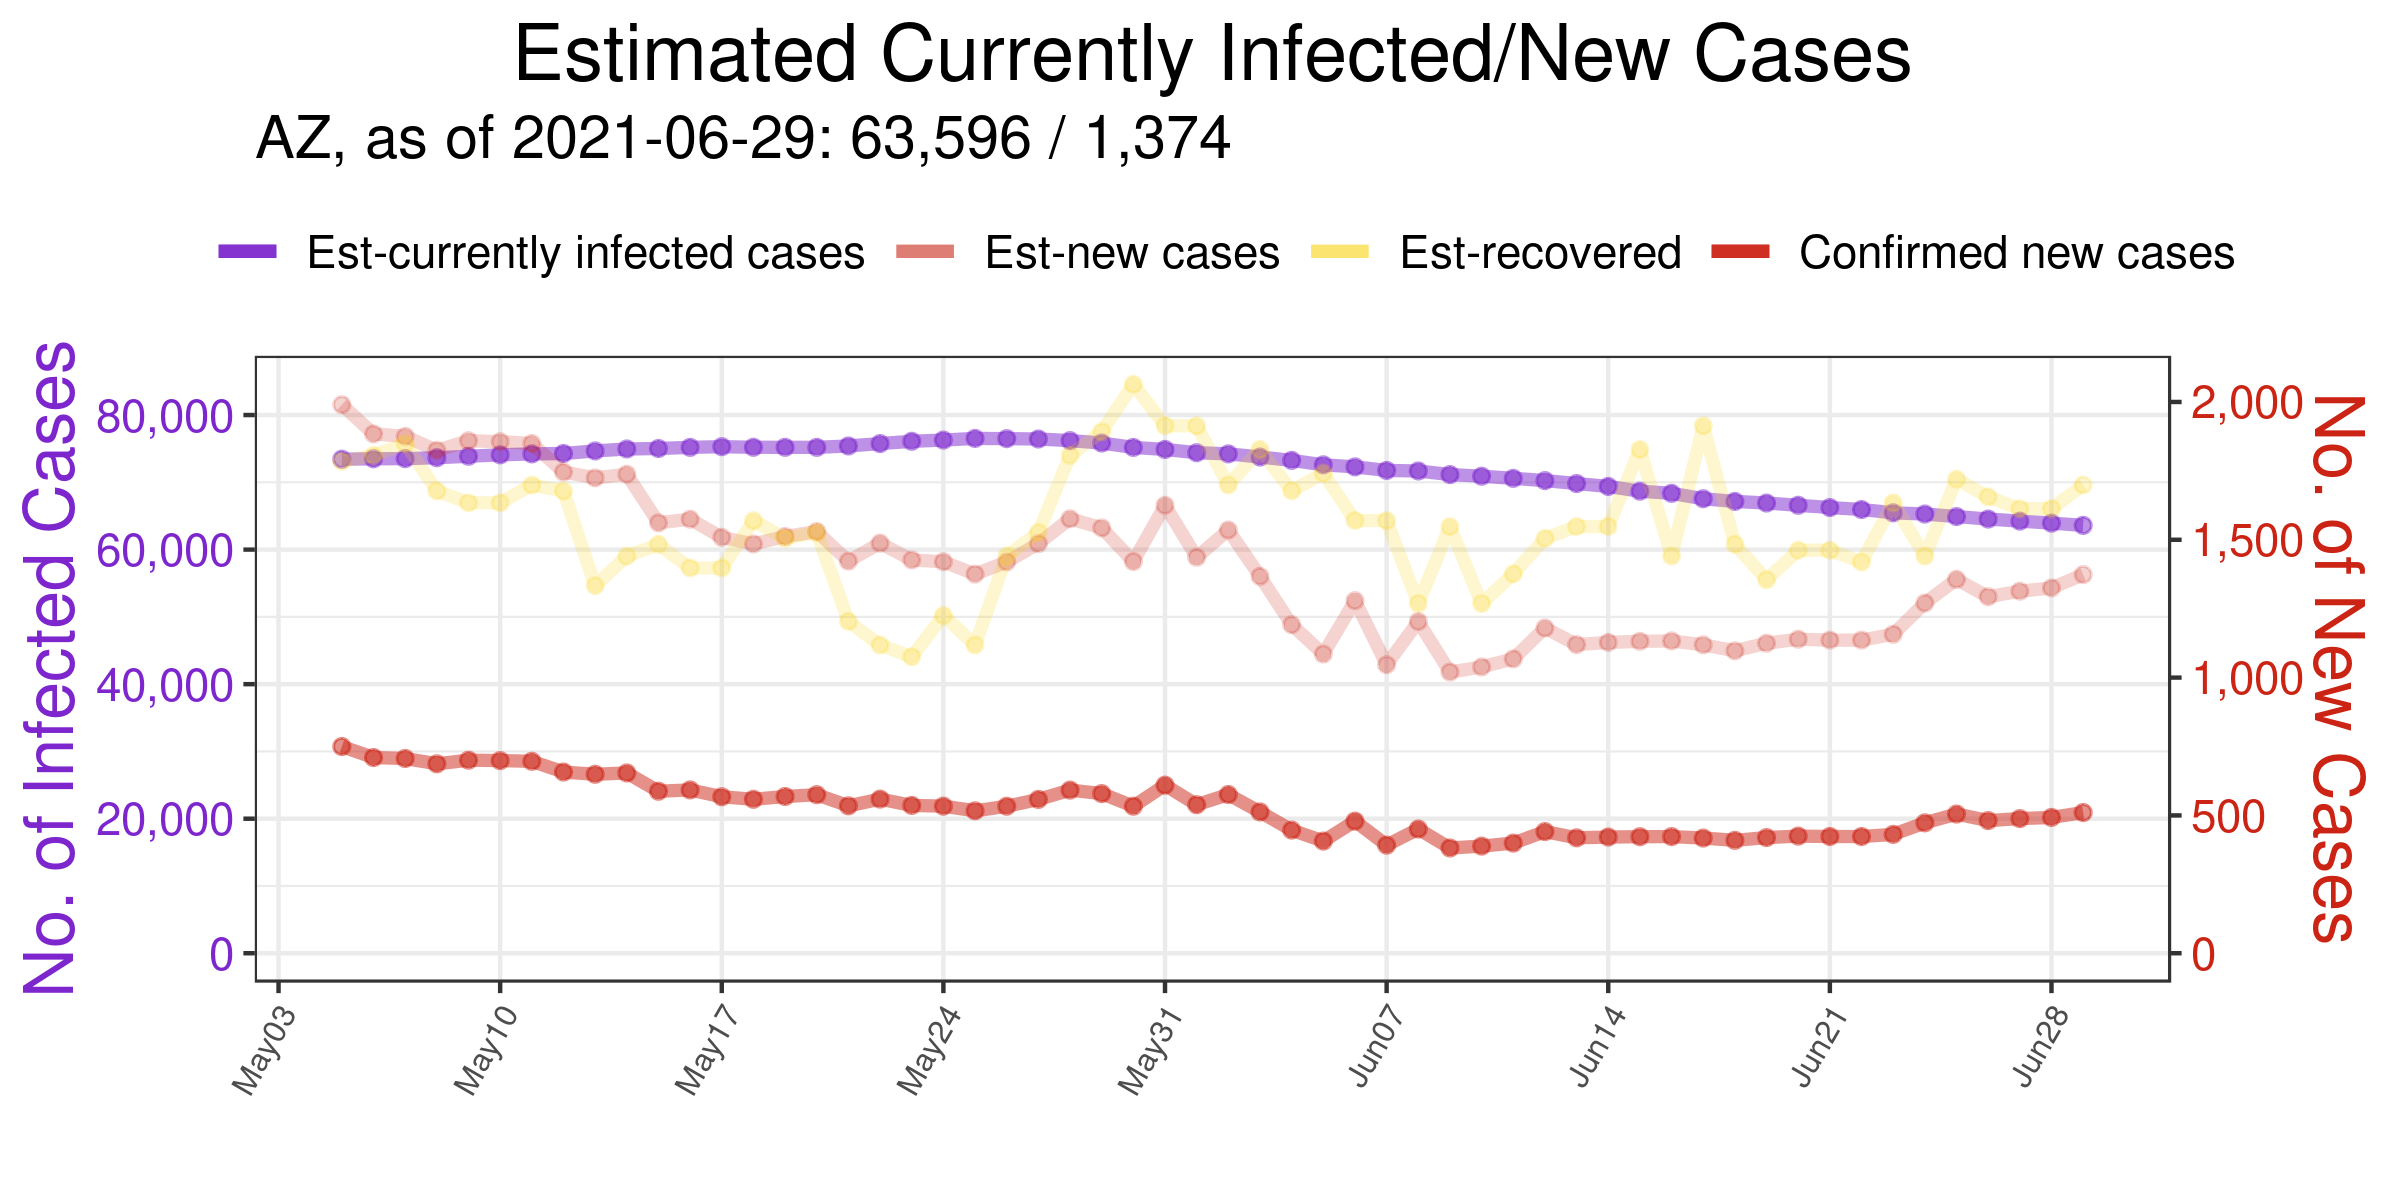 Estimated Currently Infected/New Cases
AZ, as of 2021-06-29: 63,596 / 1,374
Est-currently infected cases Est-new cases Est-recovered Confirmed new cases
No. of Infected Cases
80,000
60,000
40,000
20,000
0
2,000
1,500
1,000
500
0
No. of New Cases
May03 May10 May17 May24 May31 Jun07 Jun14 Jun21 Jun28